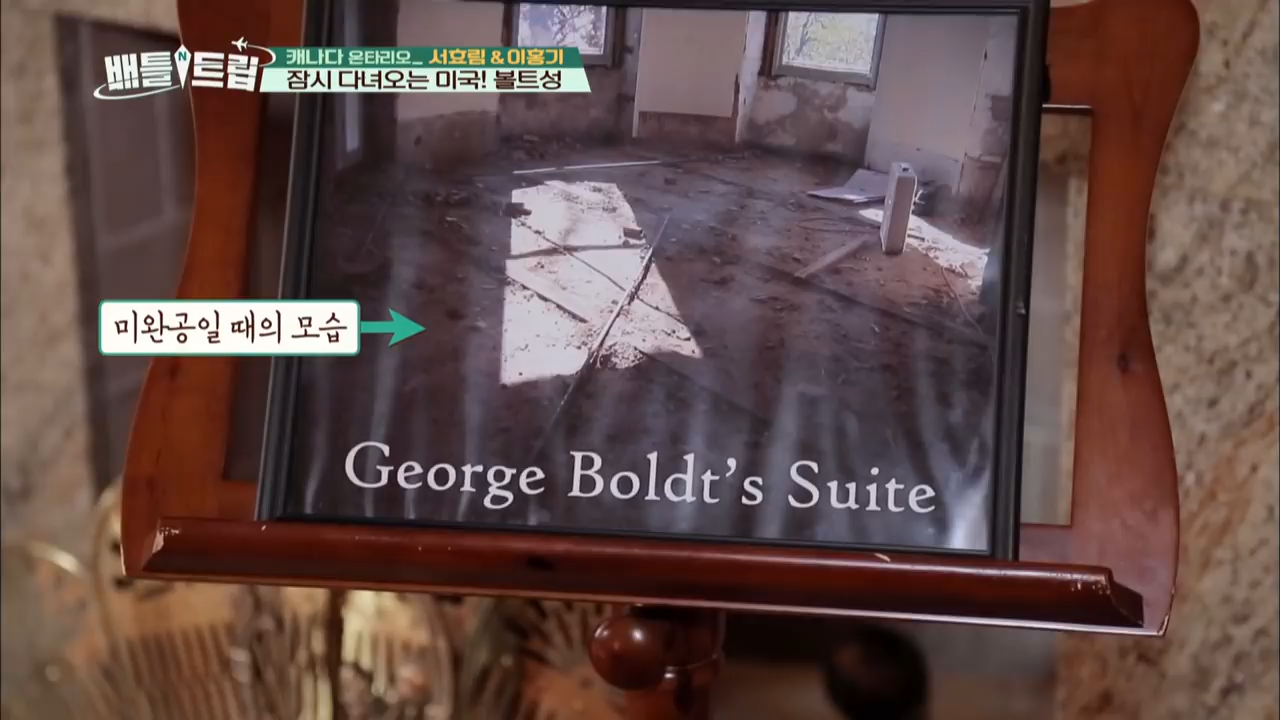 배틀N트립
캐나다 온타리오_ 서효림 & 이홍기
잠시 다녀오는 미국! 볼트성
미완공일 때의 모습
George Boldt's Suite